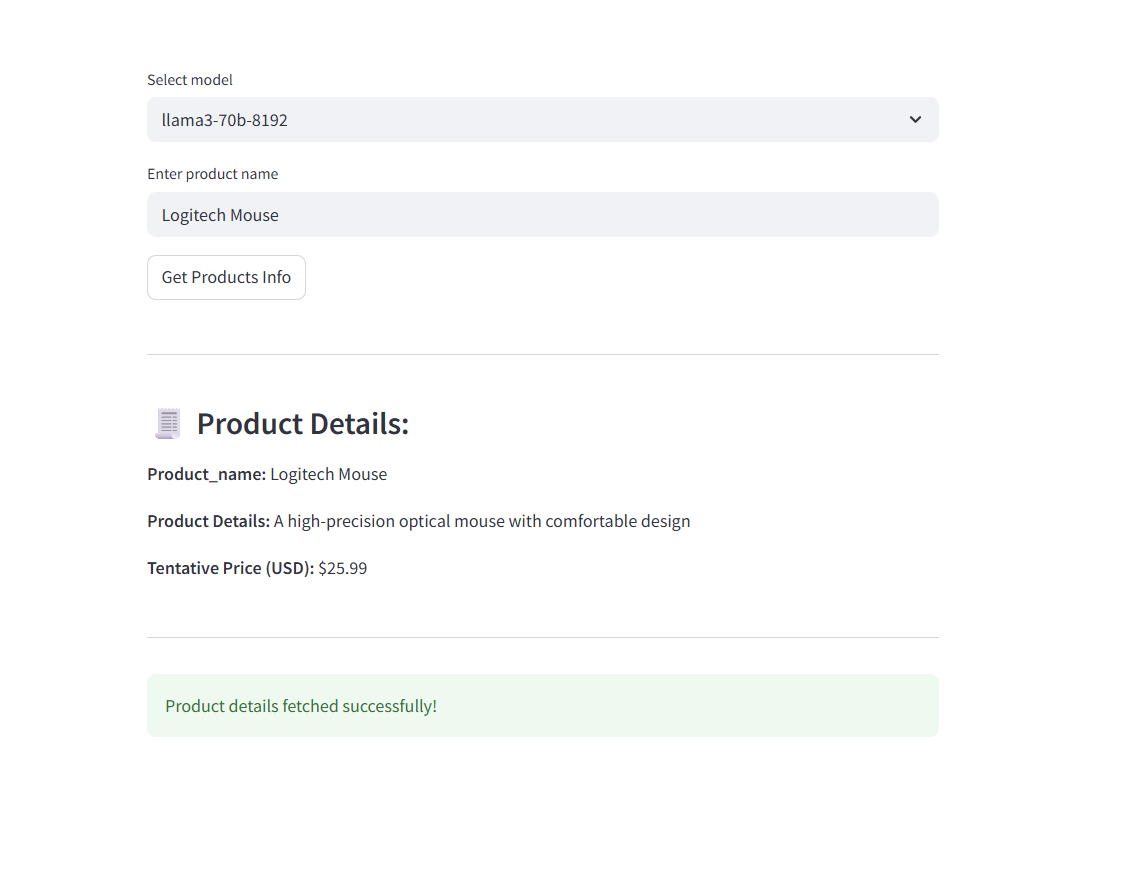 Select model
llama3-70b-8192
Enter product name
Logitech Mouse
Get Products Info
Product Details:
Product_name: Logitech Mouse
Product Details: A high-precision optical mouse with comfortable design
Tentative Price (USD): $25.99
Product details fetched successfully!